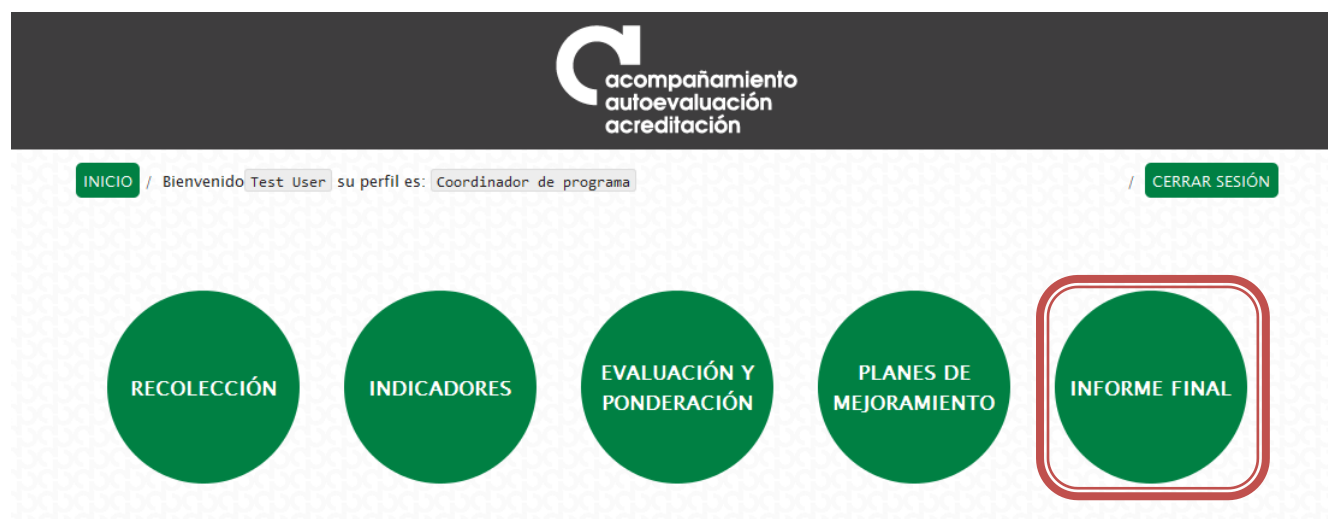 acompañamiento
autoevaluación
acreditación
INICIO / Bienvenido Test User su perfil es: Coordinador de programa / CERRAR SESIÓN
RECOLECCIÓN
INDICADORES
EVALUACIÓN Y
PONDERACIÓN
PLANES DE
MEJORAMIENTO
INFORME FINAL